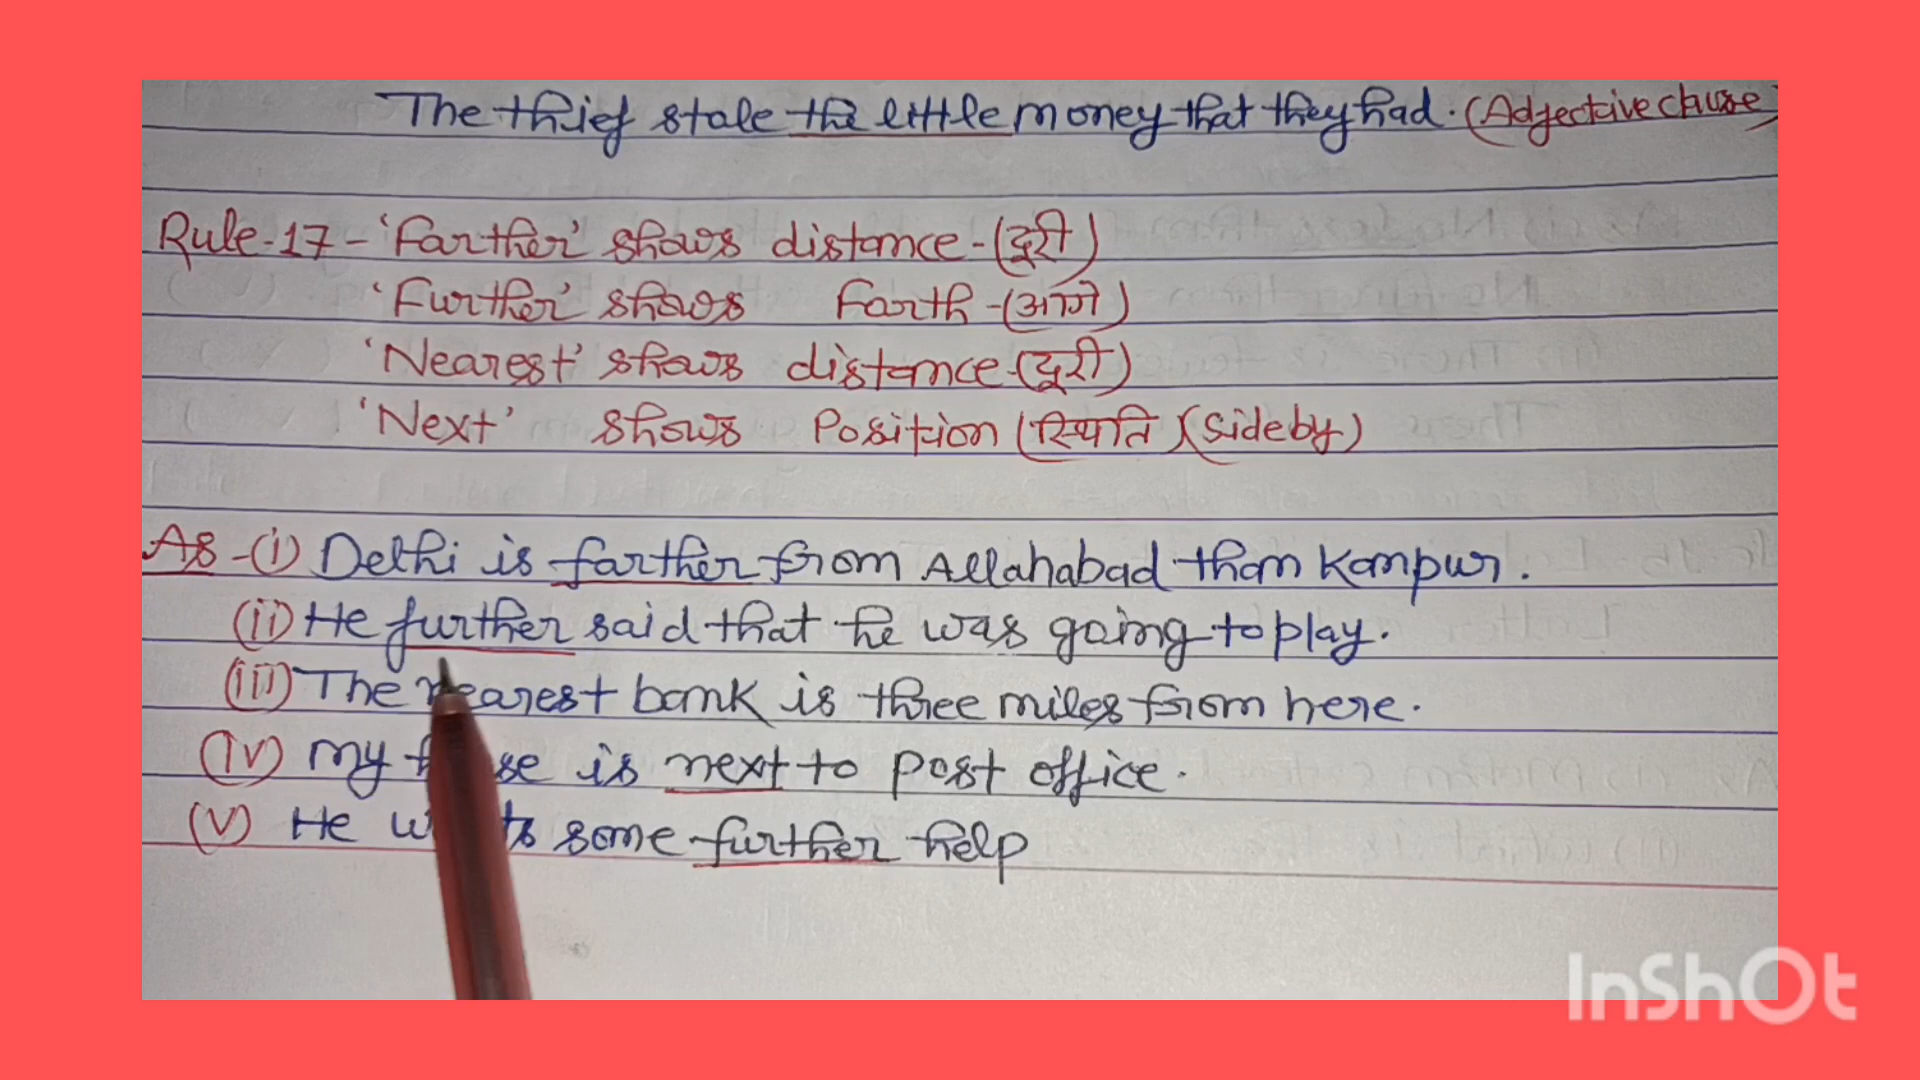 The thief stole the little money that they had. (Adjective clause)
Rule-17 - 'Farther' shows distance - (दूरी)
'Further' shows Farth - (आगे)
'Nearest' shows distance - (दूरी)
'Next' shows Position (स्थिति) (sideby)
As - (i) Delhi is farther from Allahabad than Kanpur.
(ii) He further said that he was going to play.
(iii) The nearest bank is three miles from here.
(iv) My is next to post office.
(v) He some further help
InShOt